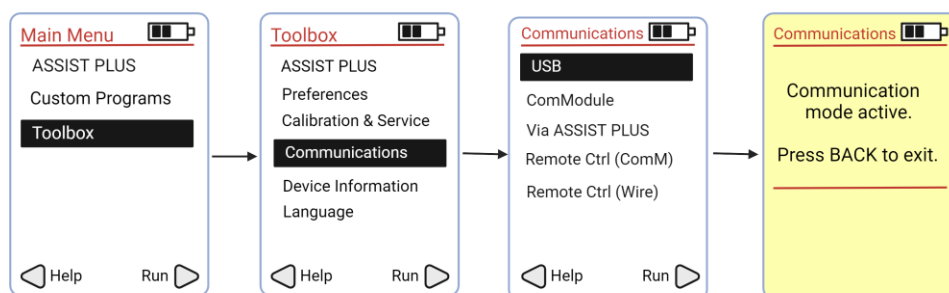 Main Menu
ASSIST PLUS
Custom Programs
Toolbox
Help
Run
Toolbox
ASSIST PLUS
Preferences
Calibration & Service
Communications
Device Information
Language
Help
Run
Communications
USB
ComModule
Via ASSIST PLUS
Remote Ctrl (ComM)
Remote Ctrl (Wire)
Help
Run
Communications
Communication
mode active.
Press BACK to exit.